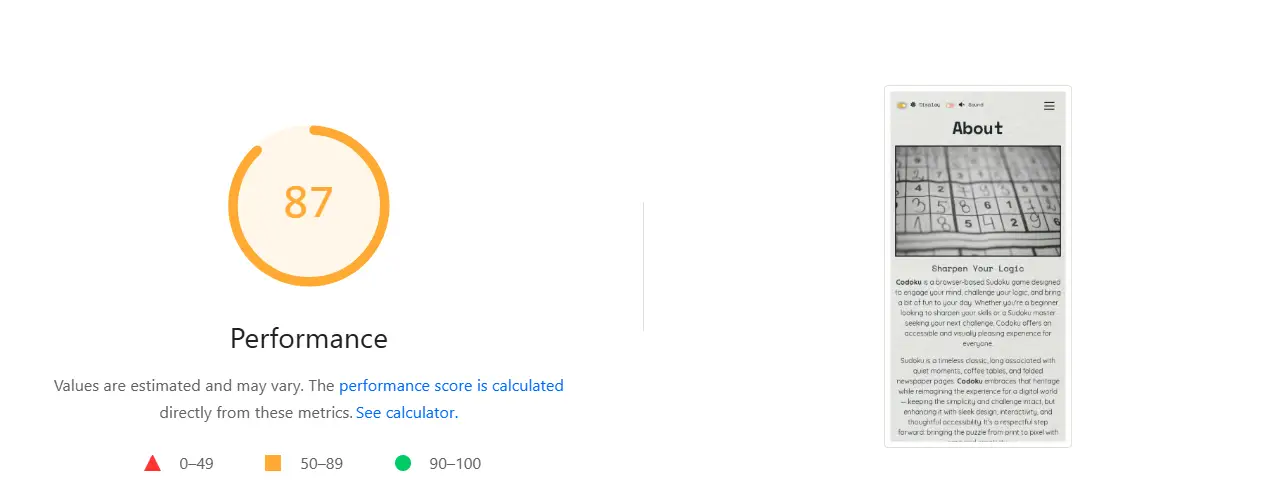 87
Performance
Values are estimated and may vary. The performance score is calculated
directly from these metrics. See calculator.
0–49
50–89
90–100
Display
Sound
About
Sharpen Your Logic
Codoku is a browser-based Sudoku game designed
to engage your mind, challenge your logic, and bring
a bit of fun to your day. Whether you're a beginner
looking to sharpen your skills or a Sudoku master
seeking your next challenge, Codoku offers an
accessible and visually pleasing experience for
everyone.
Sudoku is a timeless classic, long associated with
quiet moments, coffee tables, and folded
newspaper pages. Codoku embraces that heritage
while reimagining the experience for a digital world
— keeping the simplicity and challenge intact, but
enhancing it with sleek design, interactivity, and
thoughtful accessibility. It's a respectful step
forward: bringing the puzzle from print to pixel with